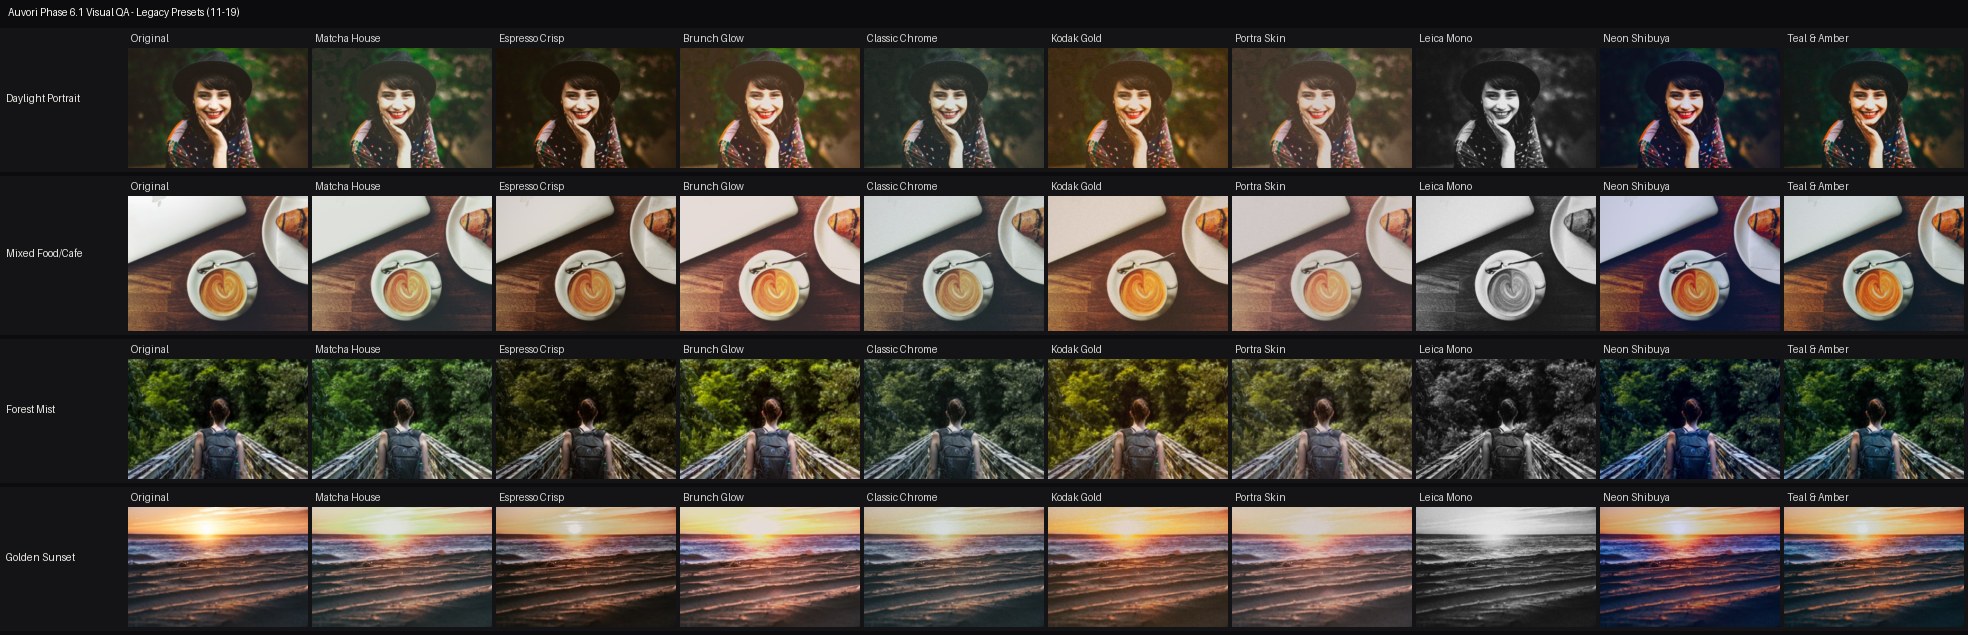 Auvori Phase 6.1 Visual QA - Legacy Presets (11-19)
Original Matcha House Espresso Crisp Brunch Glow Classic Chrome Kodak Gold Portra Skin Leica Mono Neon Shibuya Teal & Amber
Daylight Portrait
Original Matcha House Espresso Crisp Brunch Glow Classic Chrome Kodak Gold Portra Skin Leica Mono Neon Shibuya Teal & Amber
Mixed Food/Cafe
Original Matcha House Espresso Crisp Brunch Glow Classic Chrome Kodak Gold Portra Skin Leica Mono Neon Shibuya Teal & Amber
Forest Mist
Original Matcha House Espresso Crisp Brunch Glow Classic Chrome Kodak Gold Portra Skin Leica Mono Neon Shibuya Teal & Amber
Golden Sunset